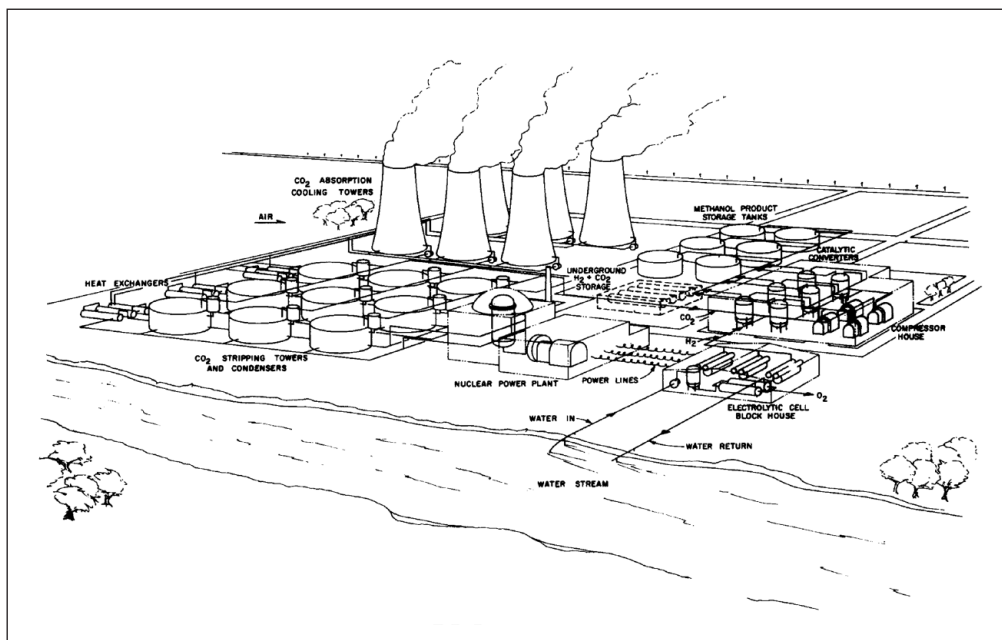 CO2 ABSORPTION
COOLING TOWERS
AIR
METHANOL PRODUCT
STORAGE TANKS
CATALYTIC
CONVERTERS
UNDERGROUND
H2 + CO2
STORAGE
HEAT EXCHANGERS
CO2
COMPRESSOR
HOUSE
H2
CO2 STRIPPING TOWERS
AND CONDENSERS
NUCLEAR POWER PLANT
POWER LINES
O2
ELECTROLYTIC CELL
BLOCK HOUSE
WATER IN
WATER RETURN
WATER STREAM